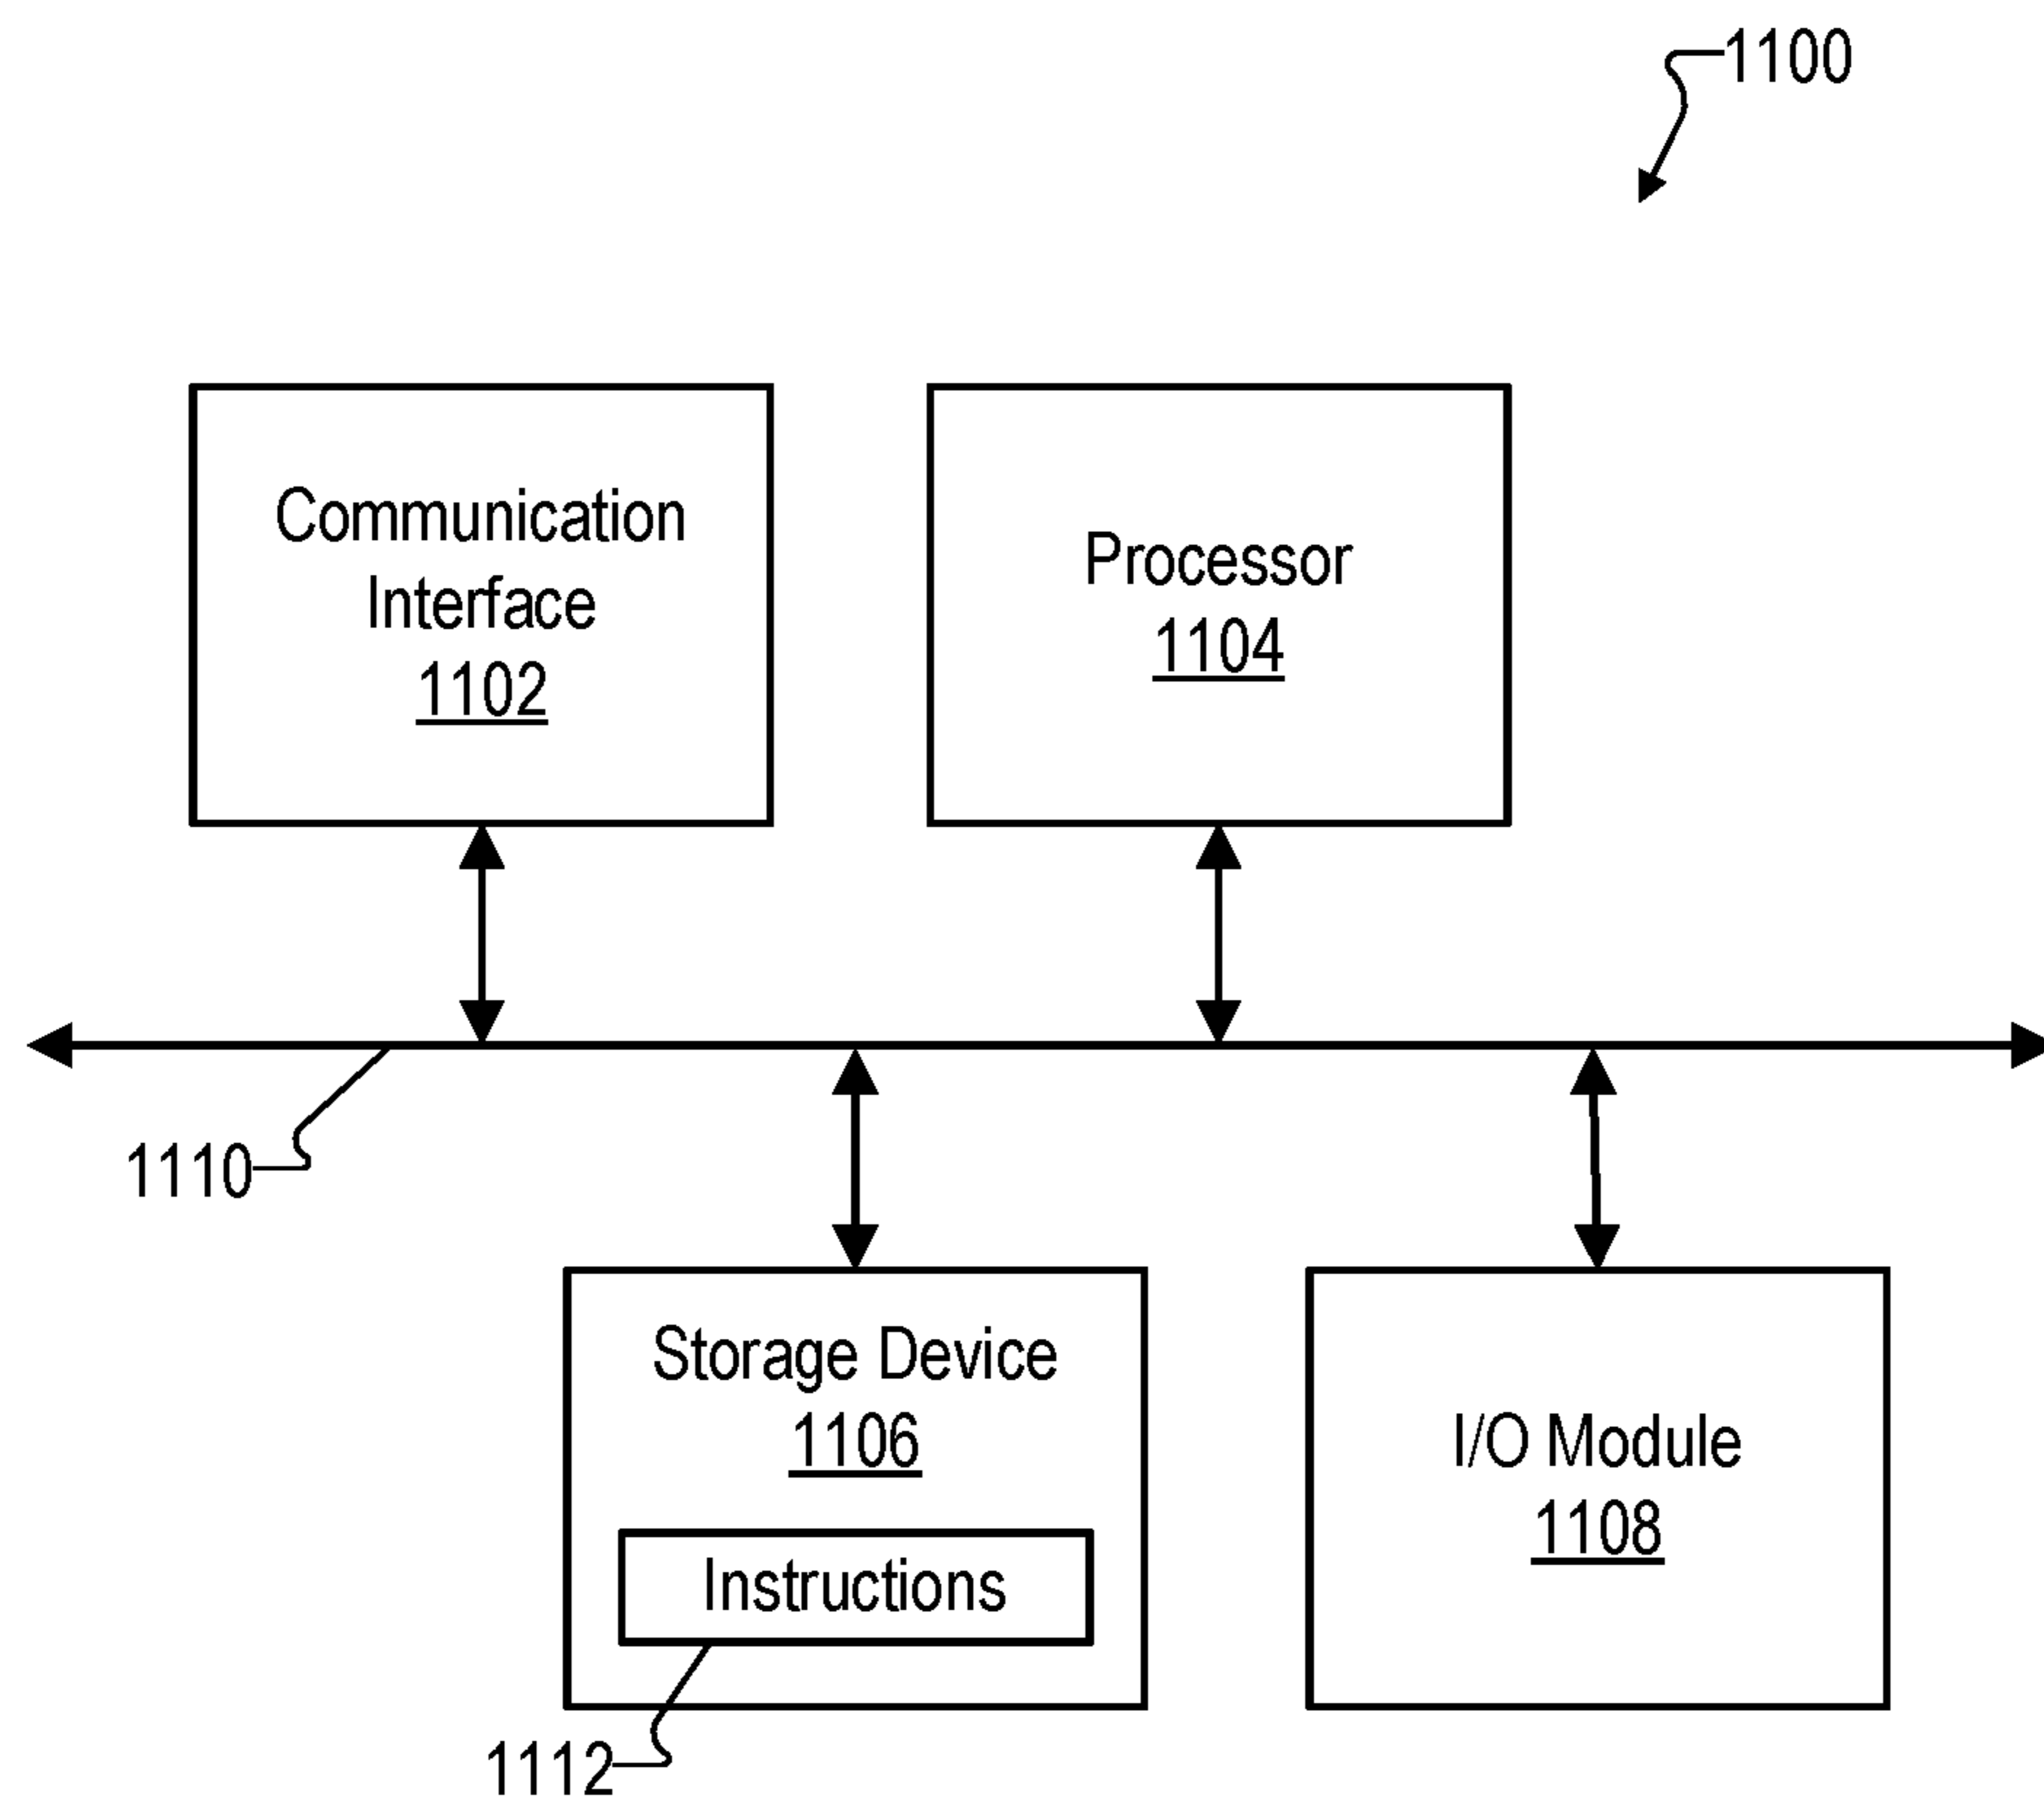 1100
Communication
Interface
1102
Processor
1104
1110
Storage Device
1106
Instructions
1112
I/O Module
1108